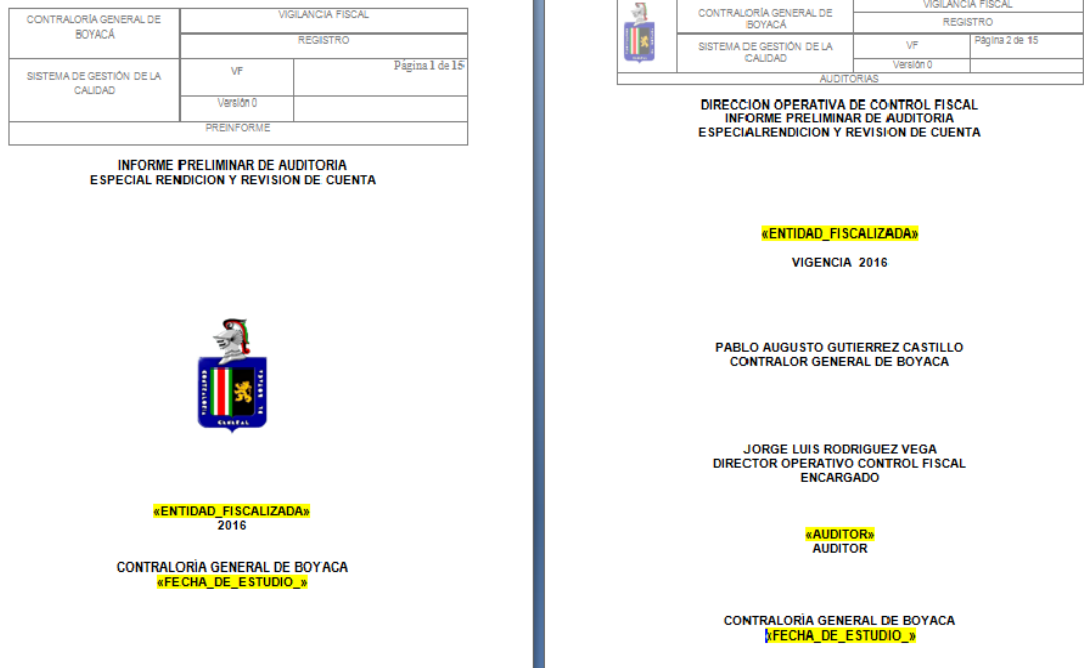 CONTRALORÍA GENERAL DE
BOYACÁ
VIGILANCIA FISCAL
REGISTRO
SISTEMA DE GESTIÓN DE LA
CALIDAD
VF
Página 1 de 15
Versión 0
PREINFORME
INFORME PRELIMINAR DE AUDITORIA
ESPECIAL RENDICION Y REVISION DE CUENTA
CONTRALORIA
GENERAL
«ENTIDAD_FISCALIZADA»
2016
CONTRALORÌA GENERAL DE BOYACA
«FECHA_DE_ESTUDIO_»
CONTRALORÍA GENERAL DE
BOYACÁ
VIGILANCIA FISCAL
REGISTRO
SISTEMA DE GESTIÓN DE LA
CALIDAD
VF
Página 2 de 15
Versión 0
AUDITORIAS
DIRECCION OPERATIVA DE CONTROL FISCAL
INFORME PRELIMINAR DE AUDITORIA
ESPECIALRENDICION Y REVISION DE CUENTA
«ENTIDAD_FISCALIZADA»
VIGENCIA 2016
PABLO AUGUSTO GUTIERREZ CASTILLO
CONTRALOR GENERAL DE BOYACA
JORGE LUIS RODRIGUEZ VEGA
DIRECTOR OPERATIVO CONTROL FISCAL
ENCARGADO
«AUDITOR»
AUDITOR
CONTRALORÌA GENERAL DE BOYACA
«FECHA_DE_ESTUDIO_»